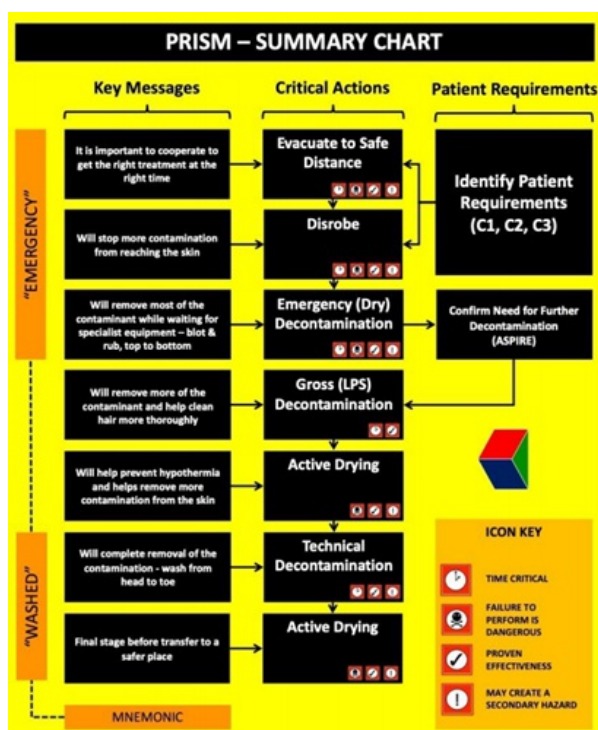 PRISM – SUMMARY CHART
Key Messages
Critical Actions
Patient Requirements
"EMERGENCY"
It is important to cooperate to
get the right treatment at the
right time
Evacuate to Safe
Distance
Identify Patient
Requirements
(C1, C2, C3)
Will stop more contamination
from reaching the skin
Disrobe
Will remove most of the
contaminant while waiting for
specialist equipment – blot &
rub, top to bottom
Emergency (Dry)
Decontamination
Confirm Need for Further
Decontamination
(ASPIRE)
Will remove more of the
contaminant and help clean
hair more thoroughly
Gross (LPS)
Decontamination
Will help prevent hypothermia
and helps remove more
contamination from the skin
Active Drying
"WASHED"
Will complete removal of the
contamination - wash from
head to toe
Technical
Decontamination
Final stage before transfer to a
safer place
Active Drying
MNEMONIC
ICON KEY
TIME CRITICAL
FAILURE TO
PERFORM IS
DANGEROUS
PROVEN
EFFECTIVENESS
MAY CREATE A
SECONDARY HAZARD